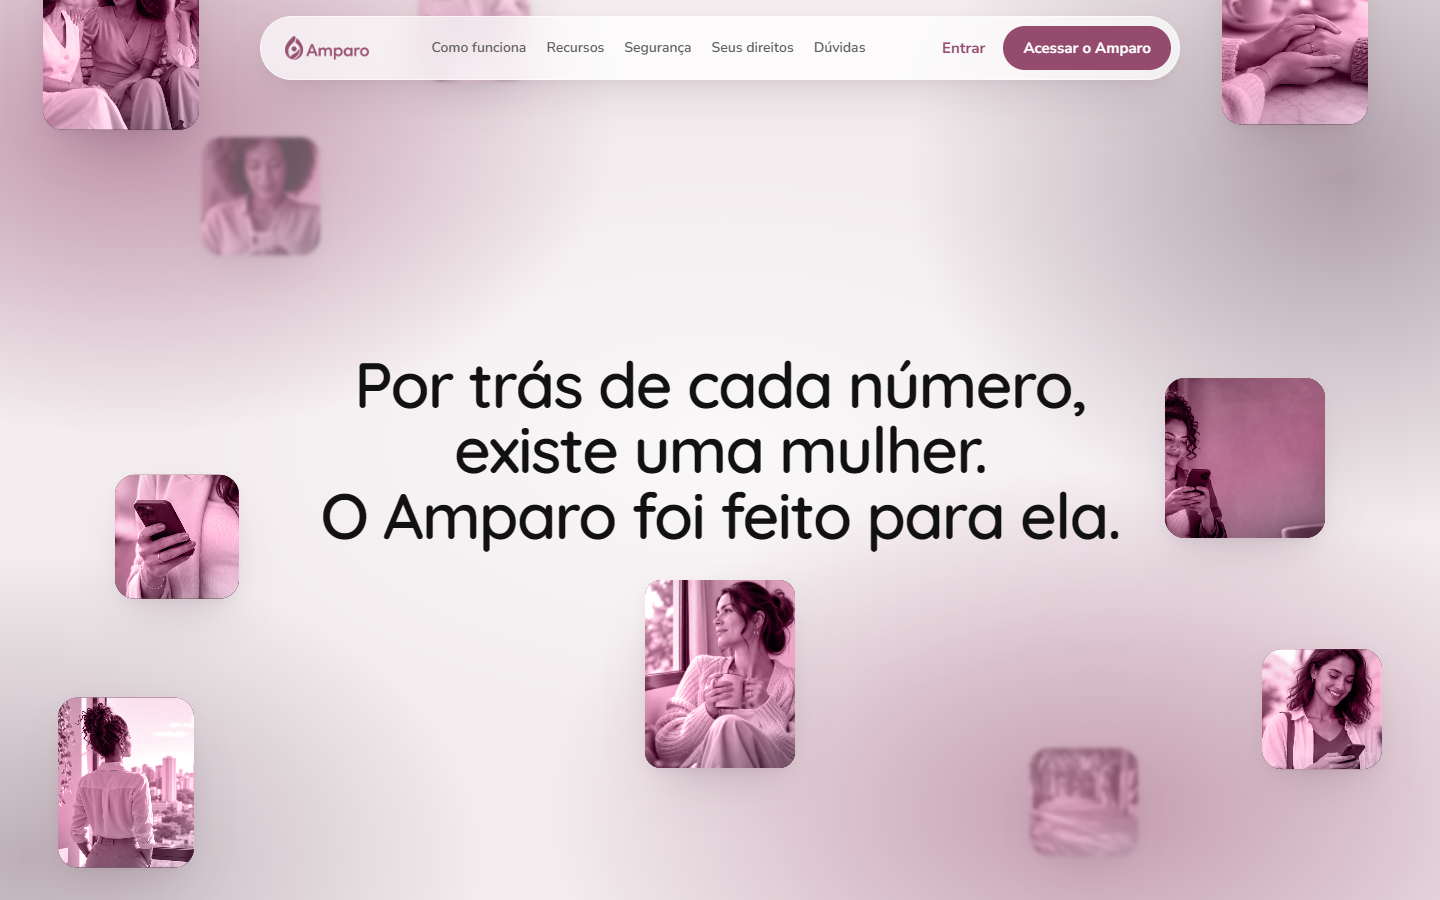 Amparo
Como funciona
Recursos
Segurança
Seus direitos
Dúvidas
Entrar
Acessar o Amparo
Por trás de cada número,
existe uma mulher.
O Amparo foi feito para ela.